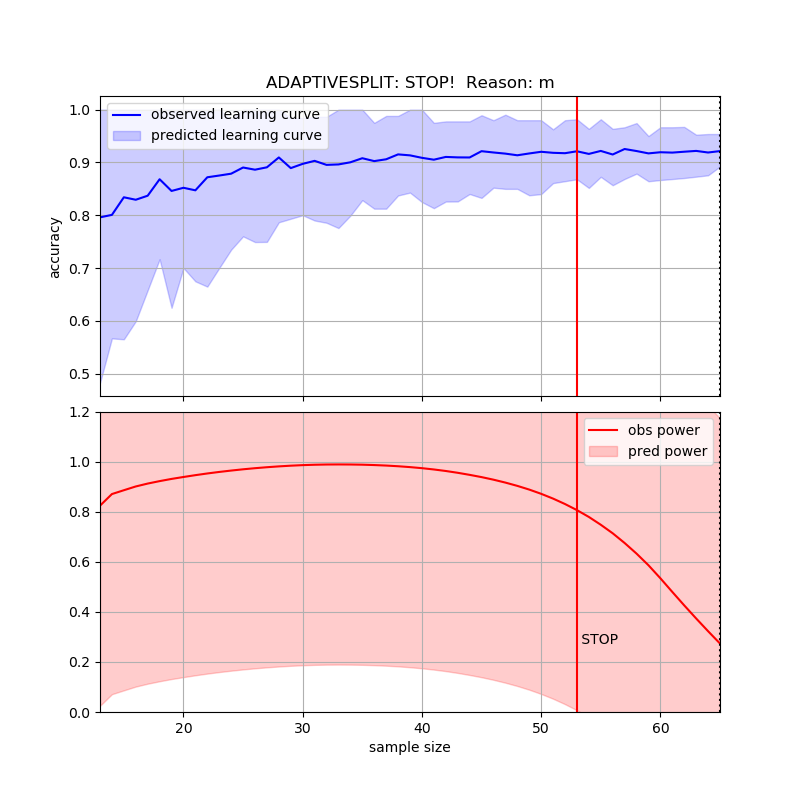 ADAPTIVESPLIT: STOP!  Reason: m
1.0
0.9
0.8
0.7
0.6
0.5
accuracy
observed learning curve
predicted learning curve
1.2
1.0
0.8
0.6
0.4
0.2
0.0
obs power
pred power
STOP
20 30 40 50 60
sample size